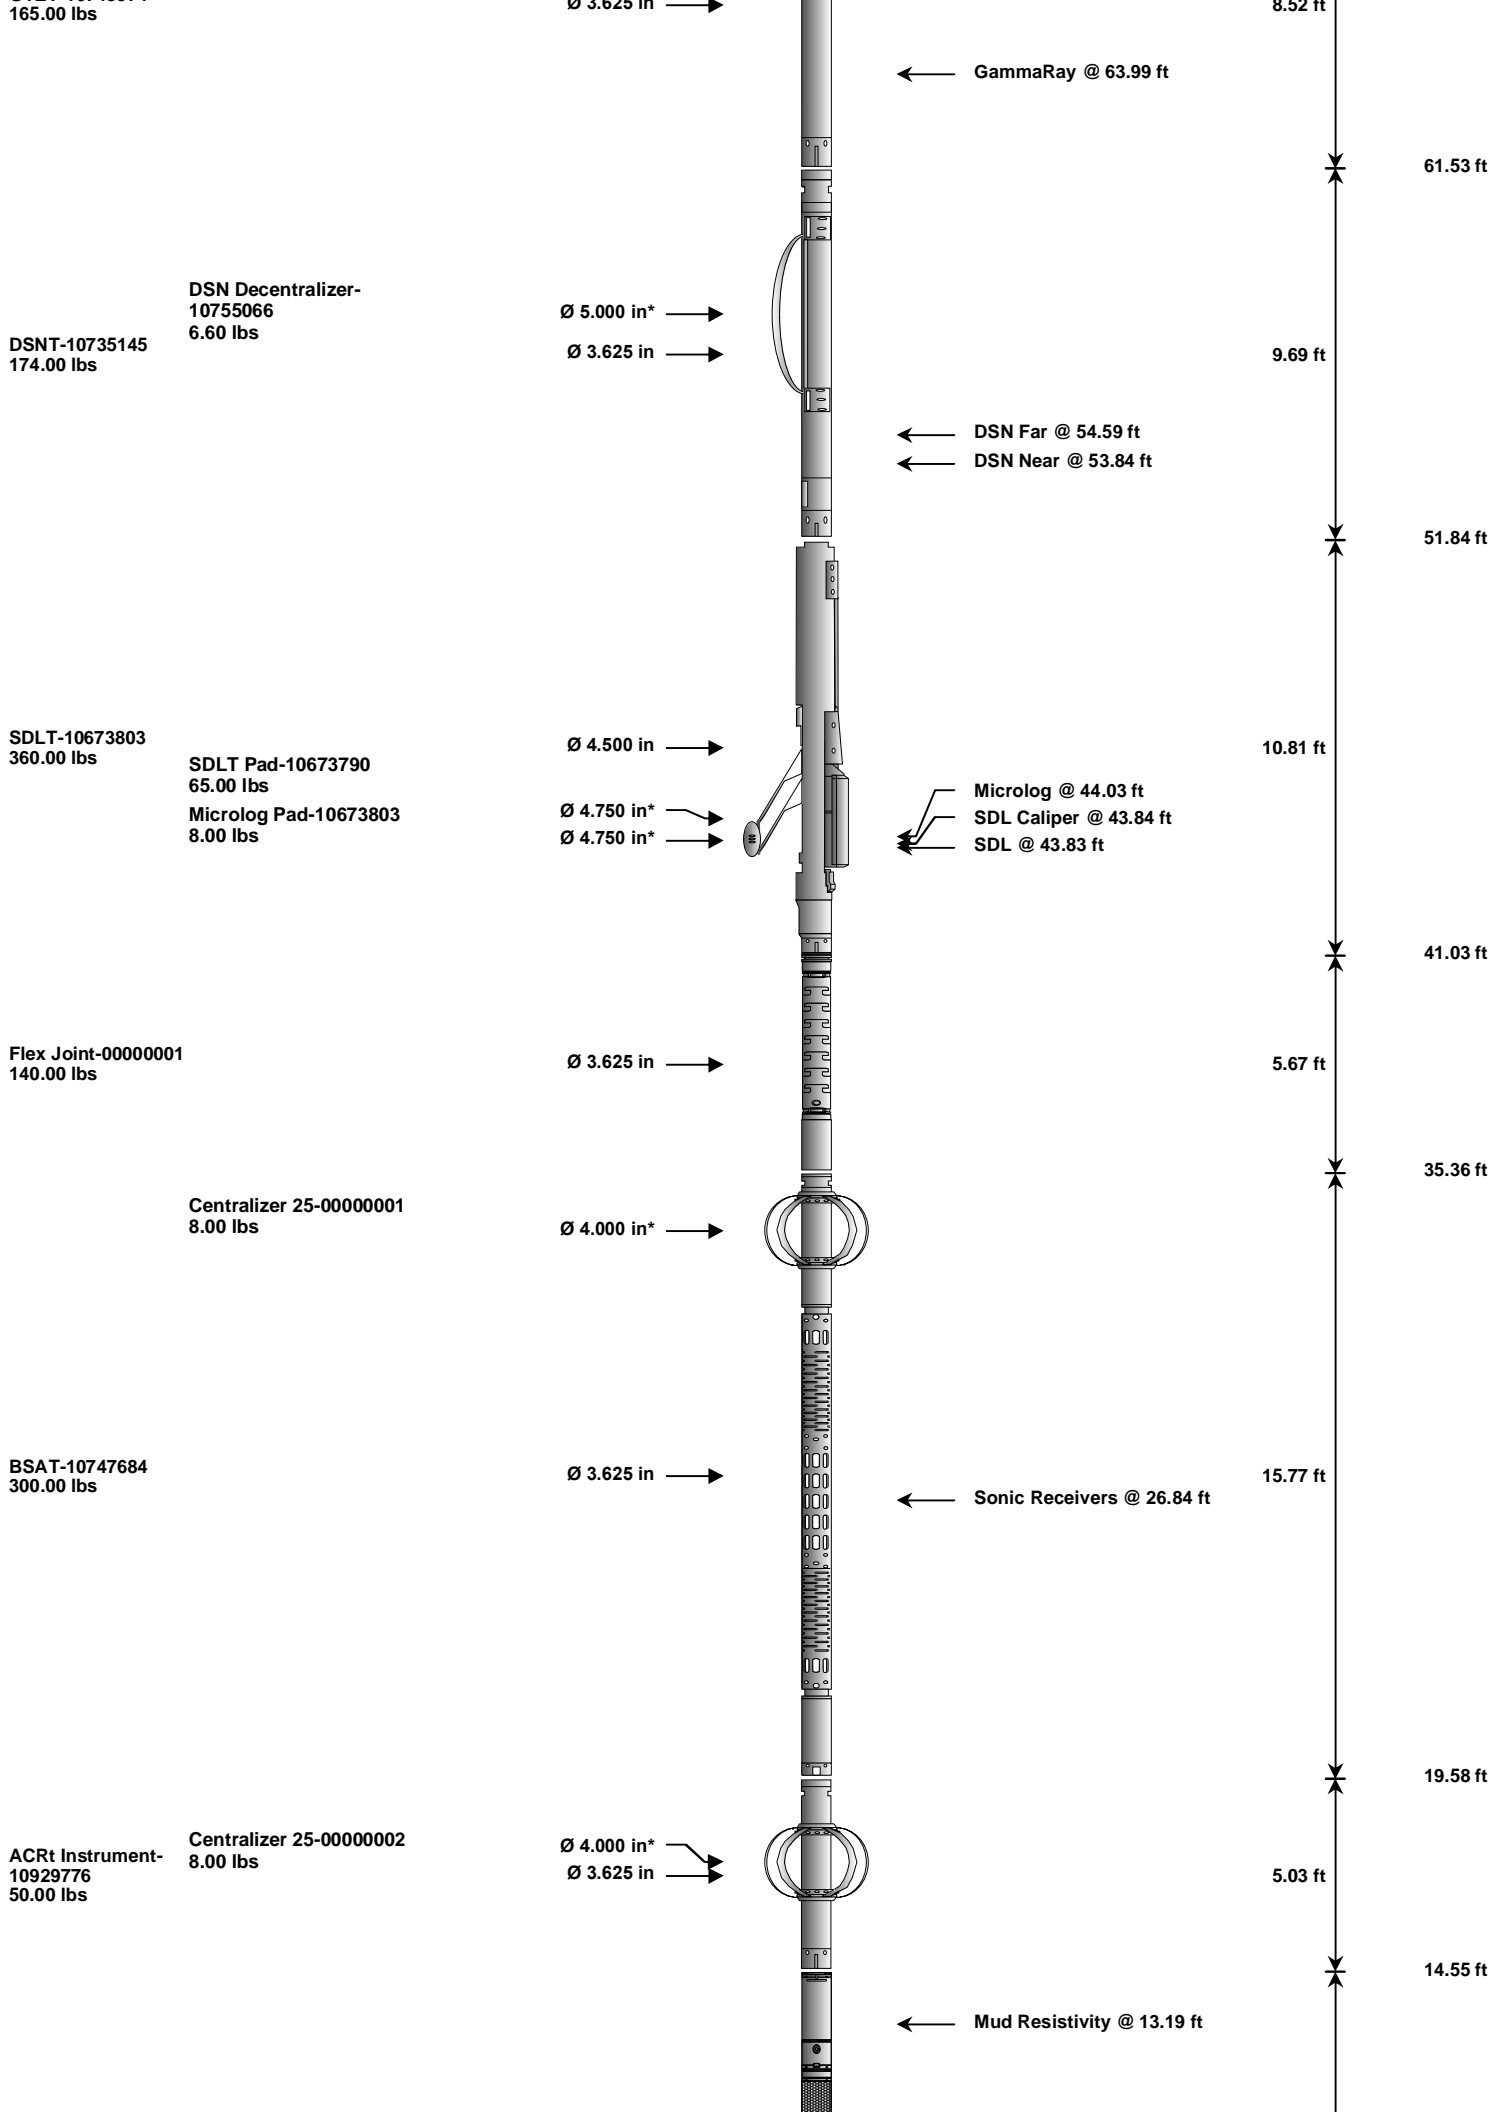 165.00 lbs
Ø 3.625 in
8.52 ft
GammaRay @ 63.99 ft
61.53 ft
DSN Decentralizer-
10755066
6.60 lbs
Ø 5.000 in*
DSNT-10735145
174.00 lbs
Ø 3.625 in
9.69 ft
DSN Far @ 54.59 ft
DSN Near @ 53.84 ft
51.84 ft
SDLT-10673803
360.00 lbs
Ø 4.500 in
10.81 ft
SDLT Pad-10673790
65.00 lbs
Microlog Pad-10673803
8.00 lbs
Ø 4.750 in*
Ø 4.750 in*
Microlog @ 44.03 ft
SDL Caliper @ 43.84 ft
SDL @ 43.83 ft
41.03 ft
Flex Joint-00000001
140.00 lbs
Ø 3.625 in
5.67 ft
35.36 ft
Centralizer 25-00000001
8.00 lbs
Ø 4.000 in*
BSAT-10747684
300.00 lbs
Ø 3.625 in
15.77 ft
Sonic Receivers @ 26.84 ft
19.58 ft
Centralizer 25-00000002
8.00 lbs
Ø 4.000 in*
ACRt Instrument-
10929776
50.00 lbs
Ø 3.625 in
5.03 ft
14.55 ft
Mud Resistivity @ 13.19 ft